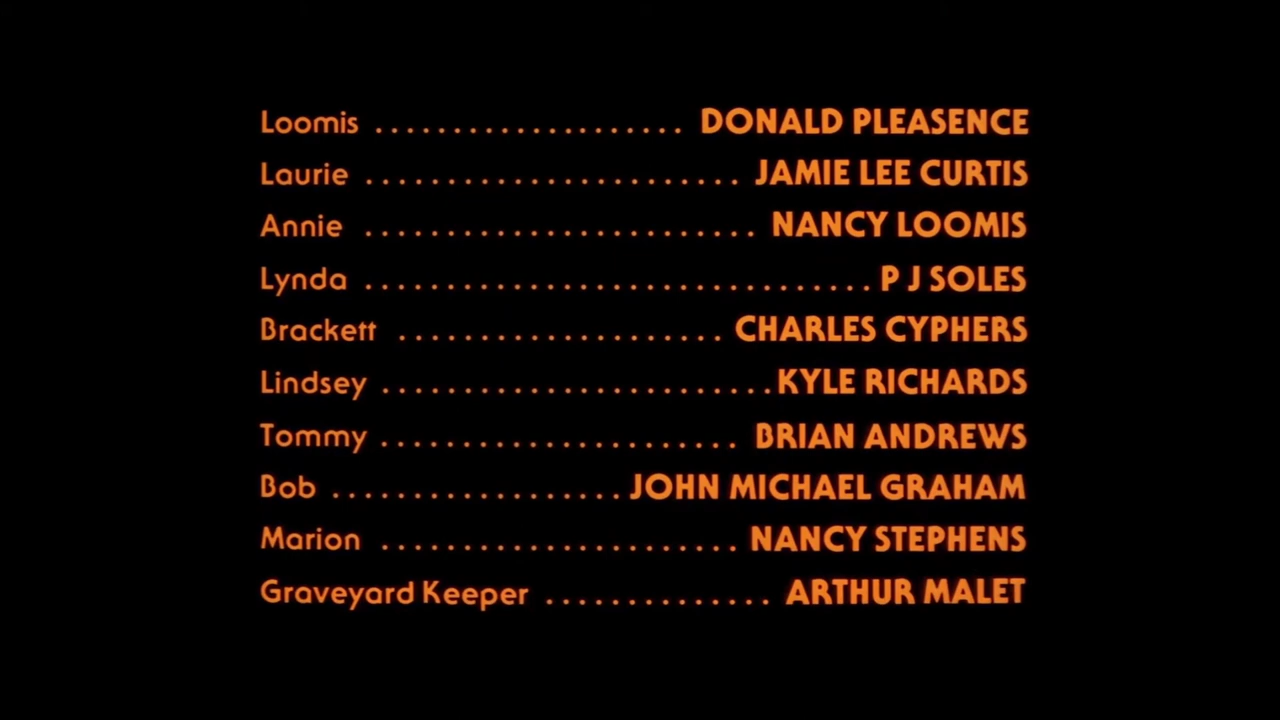 Loomis . . . . . . . . . . . . . . . . . . . . DONALD PLEASENCE
Laurie . . . . . . . . . . . . . . . . . . . . . . . . JAMIE LEE CURTIS
Annie . . . . . . . . . . . . . . . . . . . . . . . . . NANCY LOOMIS
Lynda . . . . . . . . . . . . . . . . . . . . . . . . . . . . . . . . P J SOLES
Brackett . . . . . . . . . . . . . . . . . . . . . CHARLES CYPHERS
Lindsey . . . . . . . . . . . . . . . . . . . . . . . . . KYLE RICHARDS
Tommy . . . . . . . . . . . . . . . . . . . . . . . BRIAN ANDREWS
Bob . . . . . . . . . . . . . . . . . . . JOHN MICHAEL GRAHAM
Marion . . . . . . . . . . . . . . . . . . . . . . . NANCY STEPHENS
Graveyard Keeper . . . . . . . . . . . . . . ARTHUR MALET